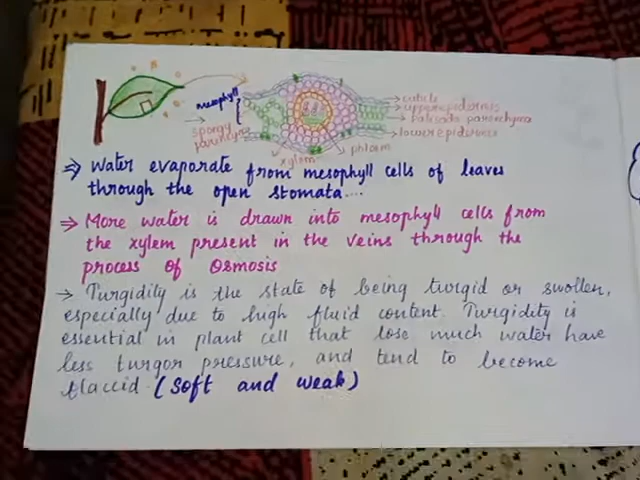 mesophyll
cuticle
upper epidermis
palisade parenchyma
lower epidermis
spongy parenchyma
xylem
phloem
⇒ Water evaporate from mesophyll cells of leaves
through the open stomata....
⇒ More water is drawn into mesophyll cells from
the xylem present in the veins through the
process of Osmosis
→ Turgidity is the state of being turgid or swollen,
especially due to high fluid content. Turgidity is
essential in plant cell that lose much water have
less turgor pressure, and tend to become
flaccid. (Soft and weak)